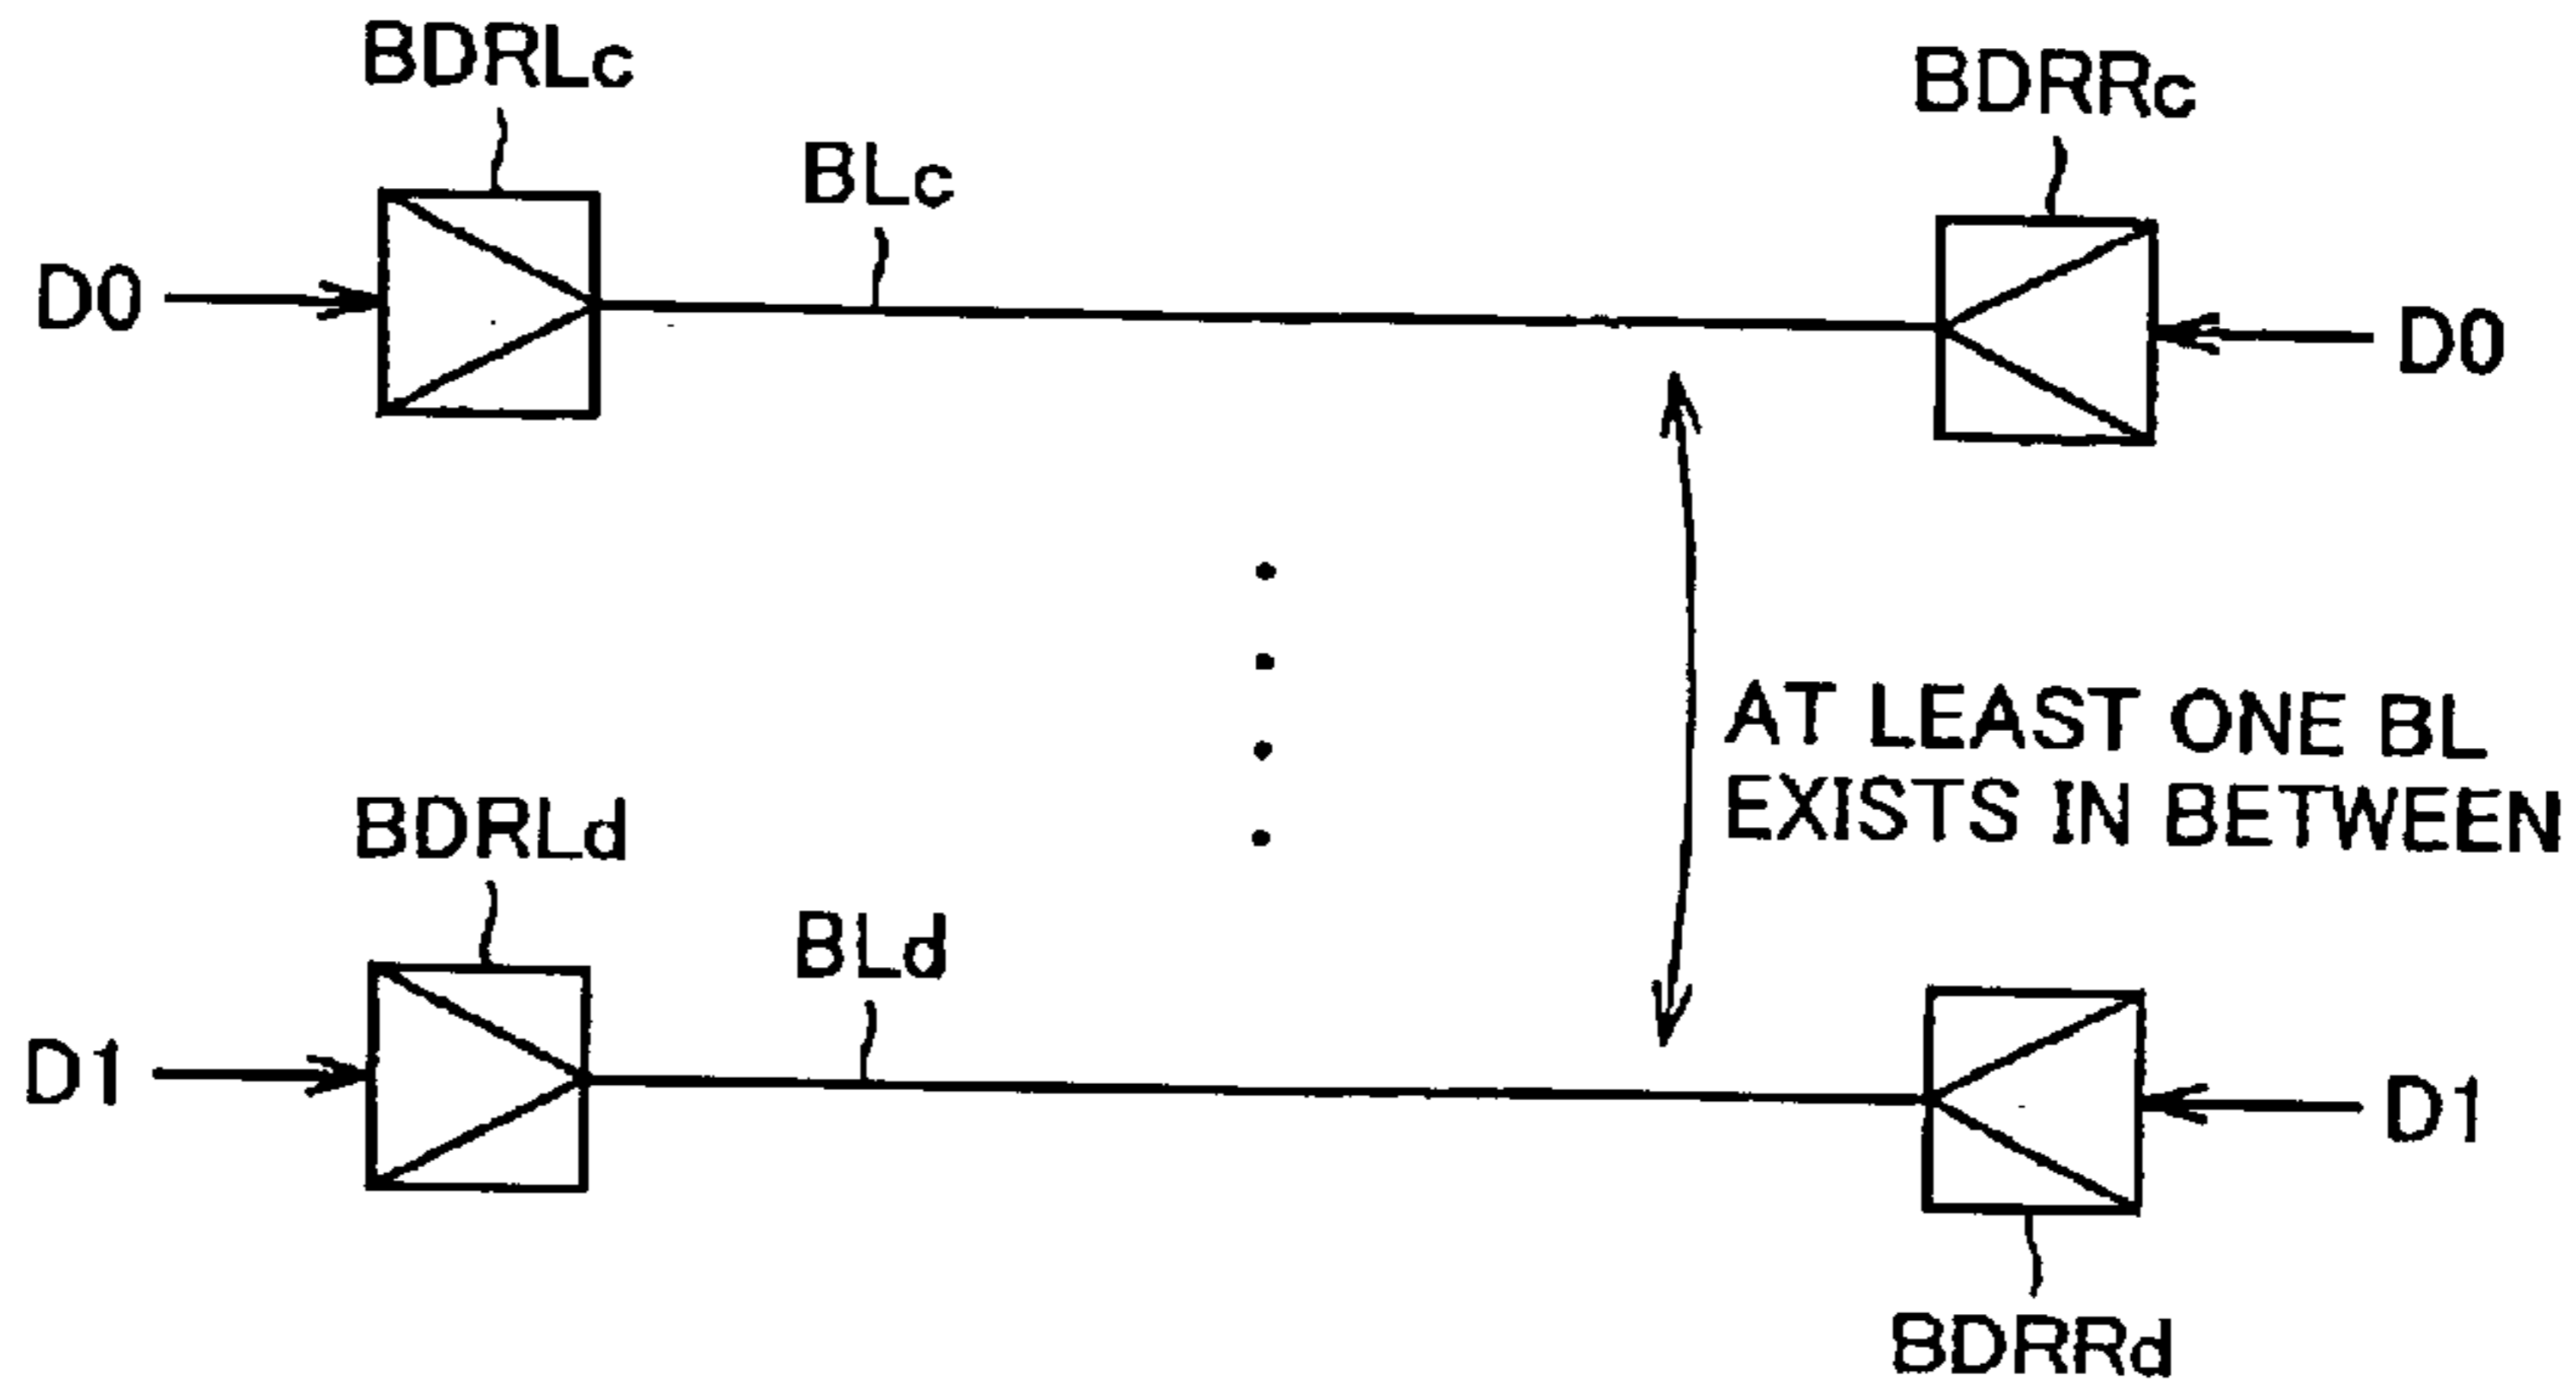 BDRLc
BDRRc
BLc
D0
D0
AT LEAST ONE BL
EXISTS IN BETWEEN
BDRLd
BLd
D1
D1
BDRRd